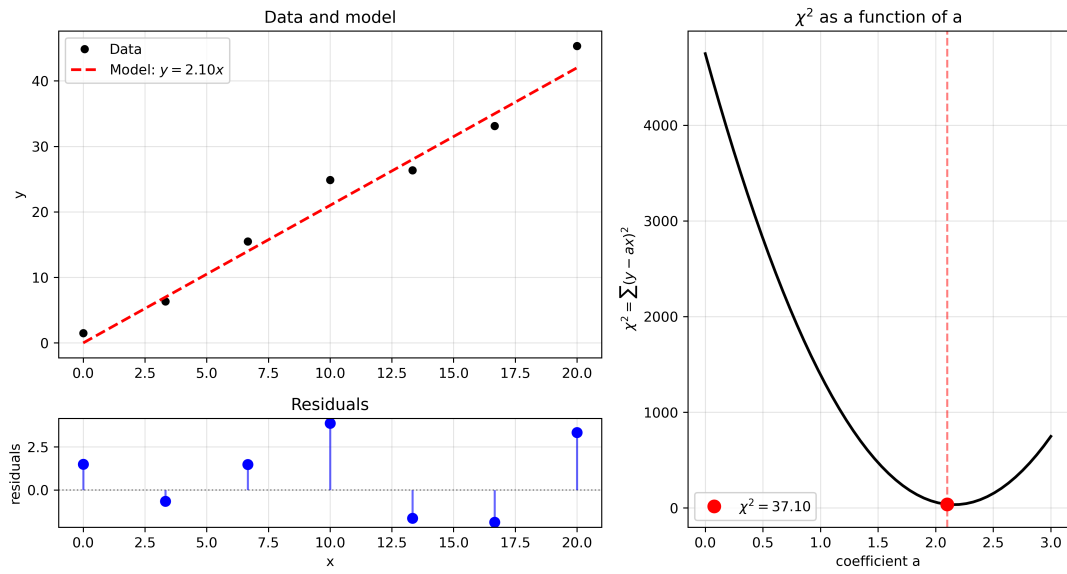 Data and model
Data
Model: y = 2.10x
y
40
30
20
10
0
0.0 2.5 5.0 7.5 10.0 12.5 15.0 17.5 20.0
Residuals
residuals
2.5
0.0
0.0 2.5 5.0 7.5 10.0 12.5 15.0 17.5 20.0
x
χ² as a function of a
χ² = ∑(y − ax)²
4000
3000
2000
1000
0
χ² = 37.10
0.0 0.5 1.0 1.5 2.0 2.5 3.0
coefficient a